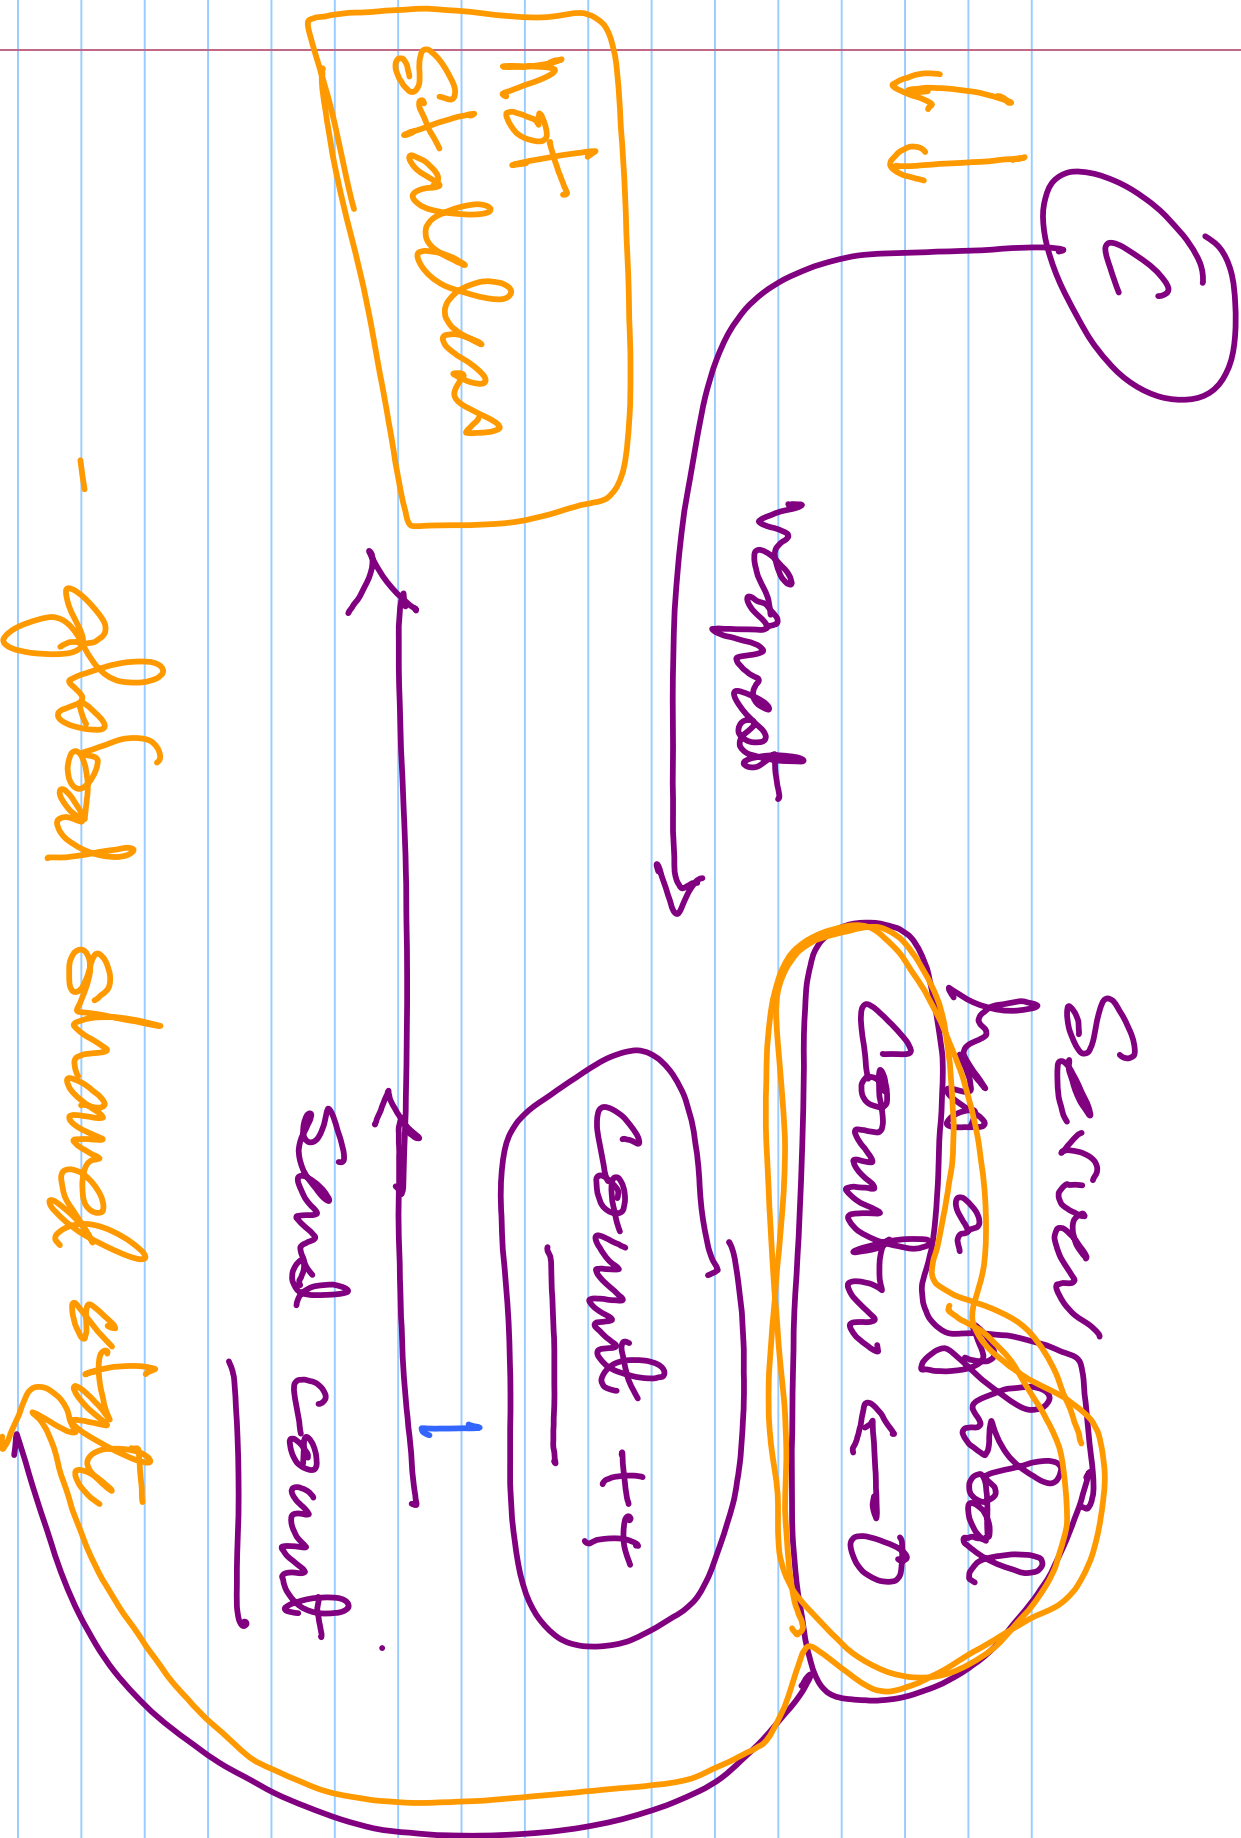 C
Server
has a global
Counter ← 0
request
Count ++
not
Stateless
Send count.
- global shared state